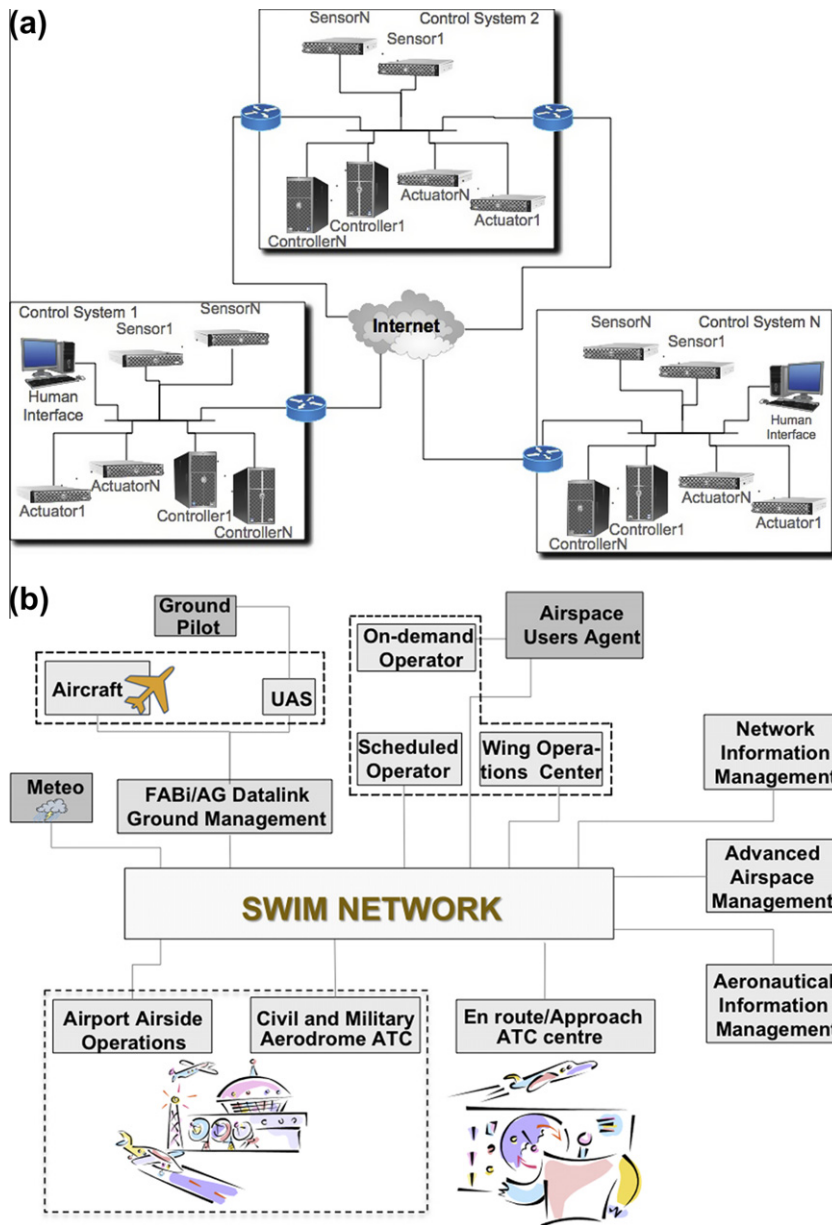 (a)
SensorN
Control System 2
Sensor1
ActuatorN
Controller1
Actuator1
ControllerN
Internet
Control System 1
SensorN
Sensor1
Human
Interface
ActuatorN
Actuator1
Controller1
ControllerN
SensorN
Control System N
Sensor1
Human
Interface
ActuatorN
Controller1
Actuator1
ControllerN
(b)
Ground
Pilot
Aircraft
UAS
On-demand
Operator
Airspace
Users Agent
Scheduled
Operator
Wing Opera-
tions Center
Network
Information
Management
Meteo
FABi/AG Datalink
Ground Management
Advanced
Airspace
Management
SWIM NETWORK
Airport Airside
Operations
Civil and Military
Aerodrome ATC
En route/Approach
ATC centre
Aeronautical
Information
Management